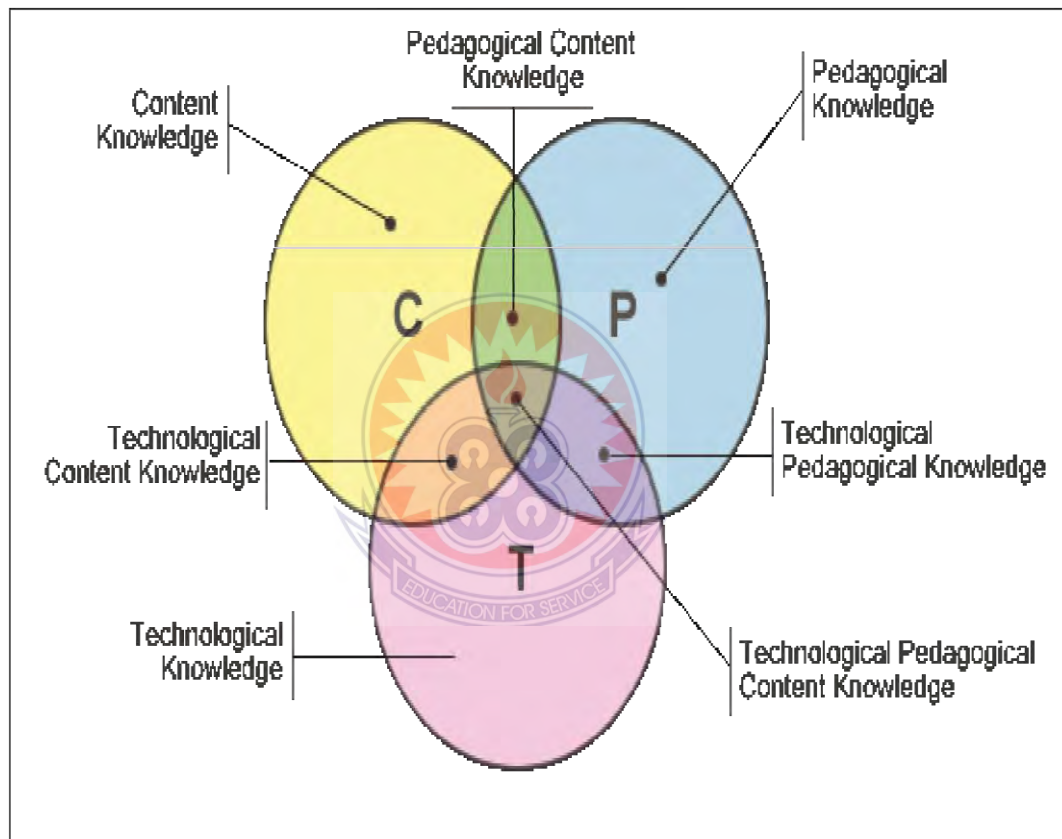 Pedagogical Content
Knowledge
Pedagogical
Knowledge
Content
Knowledge
C
P
Technological
Content Knowledge
Technological
Pedagogical Knowledge
T
EDUCATION FOR SERVICE
Technological
Knowledge
Technological Pedagogical
Content Knowledge